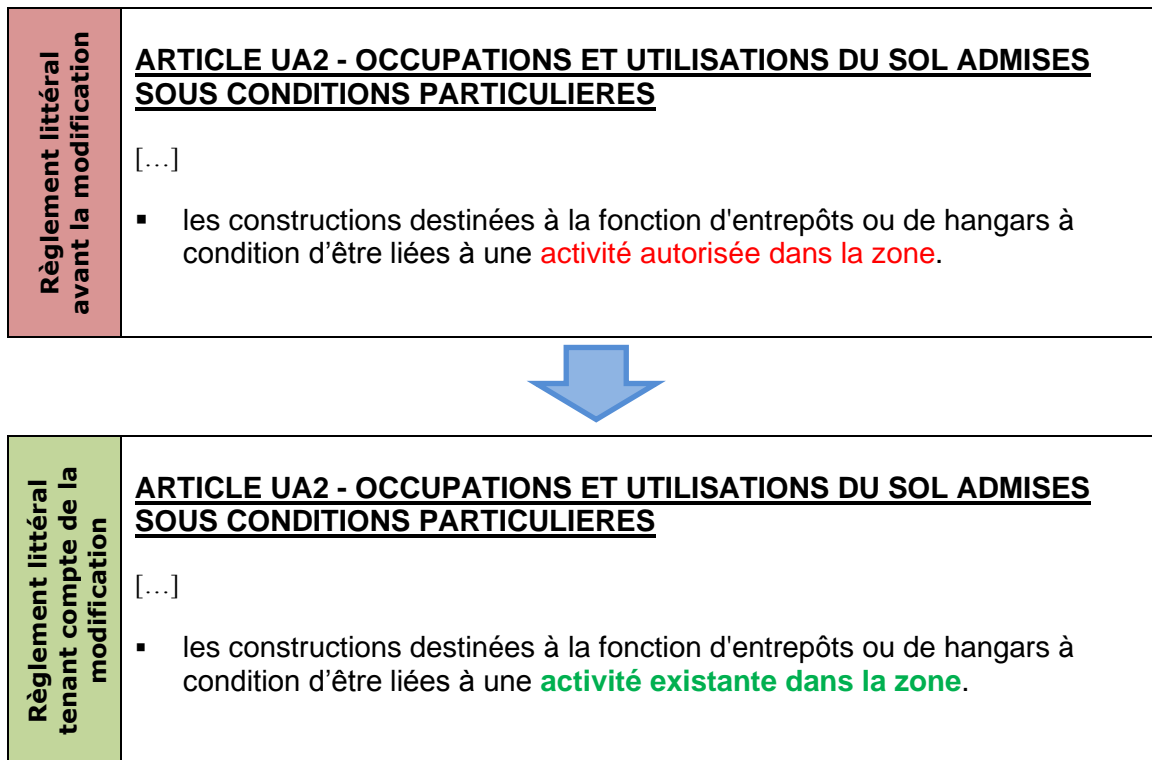 Règlement littéral
avant la modification
ARTICLE UA2 - OCCUPATIONS ET UTILISATIONS DU SOL ADMISES
SOUS CONDITIONS PARTICULIERES
[…]
▪ les constructions destinées à la fonction d'entrepôts ou de hangars à
condition d’être liées à une activité autorisée dans la zone.
Règlement littéral
tenant compte de la
modification
ARTICLE UA2 - OCCUPATIONS ET UTILISATIONS DU SOL ADMISES
SOUS CONDITIONS PARTICULIERES
[…]
▪ les constructions destinées à la fonction d'entrepôts ou de hangars à
condition d’être liées à une activité existante dans la zone.